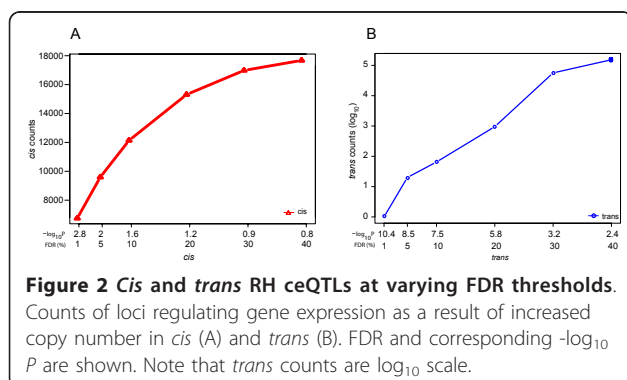 A
cis counts
18000
16000
14000
12000
10000
8000
cis
−log10P 2.8 2 1.6 1.2 0.9 0.8
FDR (%) 1 5 10 20 30 40
cis
B
trans counts (log10)
5
4
3
2
1
0
trans
−log10P 10.4 8.5 7.5 5.8 3.2 2.4
FDR (%) 1 5 10 20 30 40
trans
Figure 2 Cis and trans RH ceQTLs at varying FDR thresholds.
Counts of loci regulating gene expression as a result of increased
copy number in cis (A) and trans (B). FDR and corresponding -log10
P are shown. Note that trans counts are log10 scale.